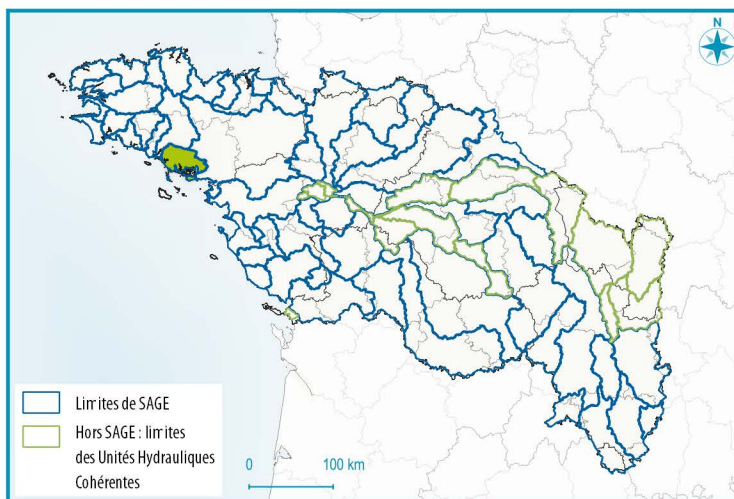 N
Limites de SAGE
Hors SAGE : limites
des Unités Hydrauliques
Cohérentes
0 100 km